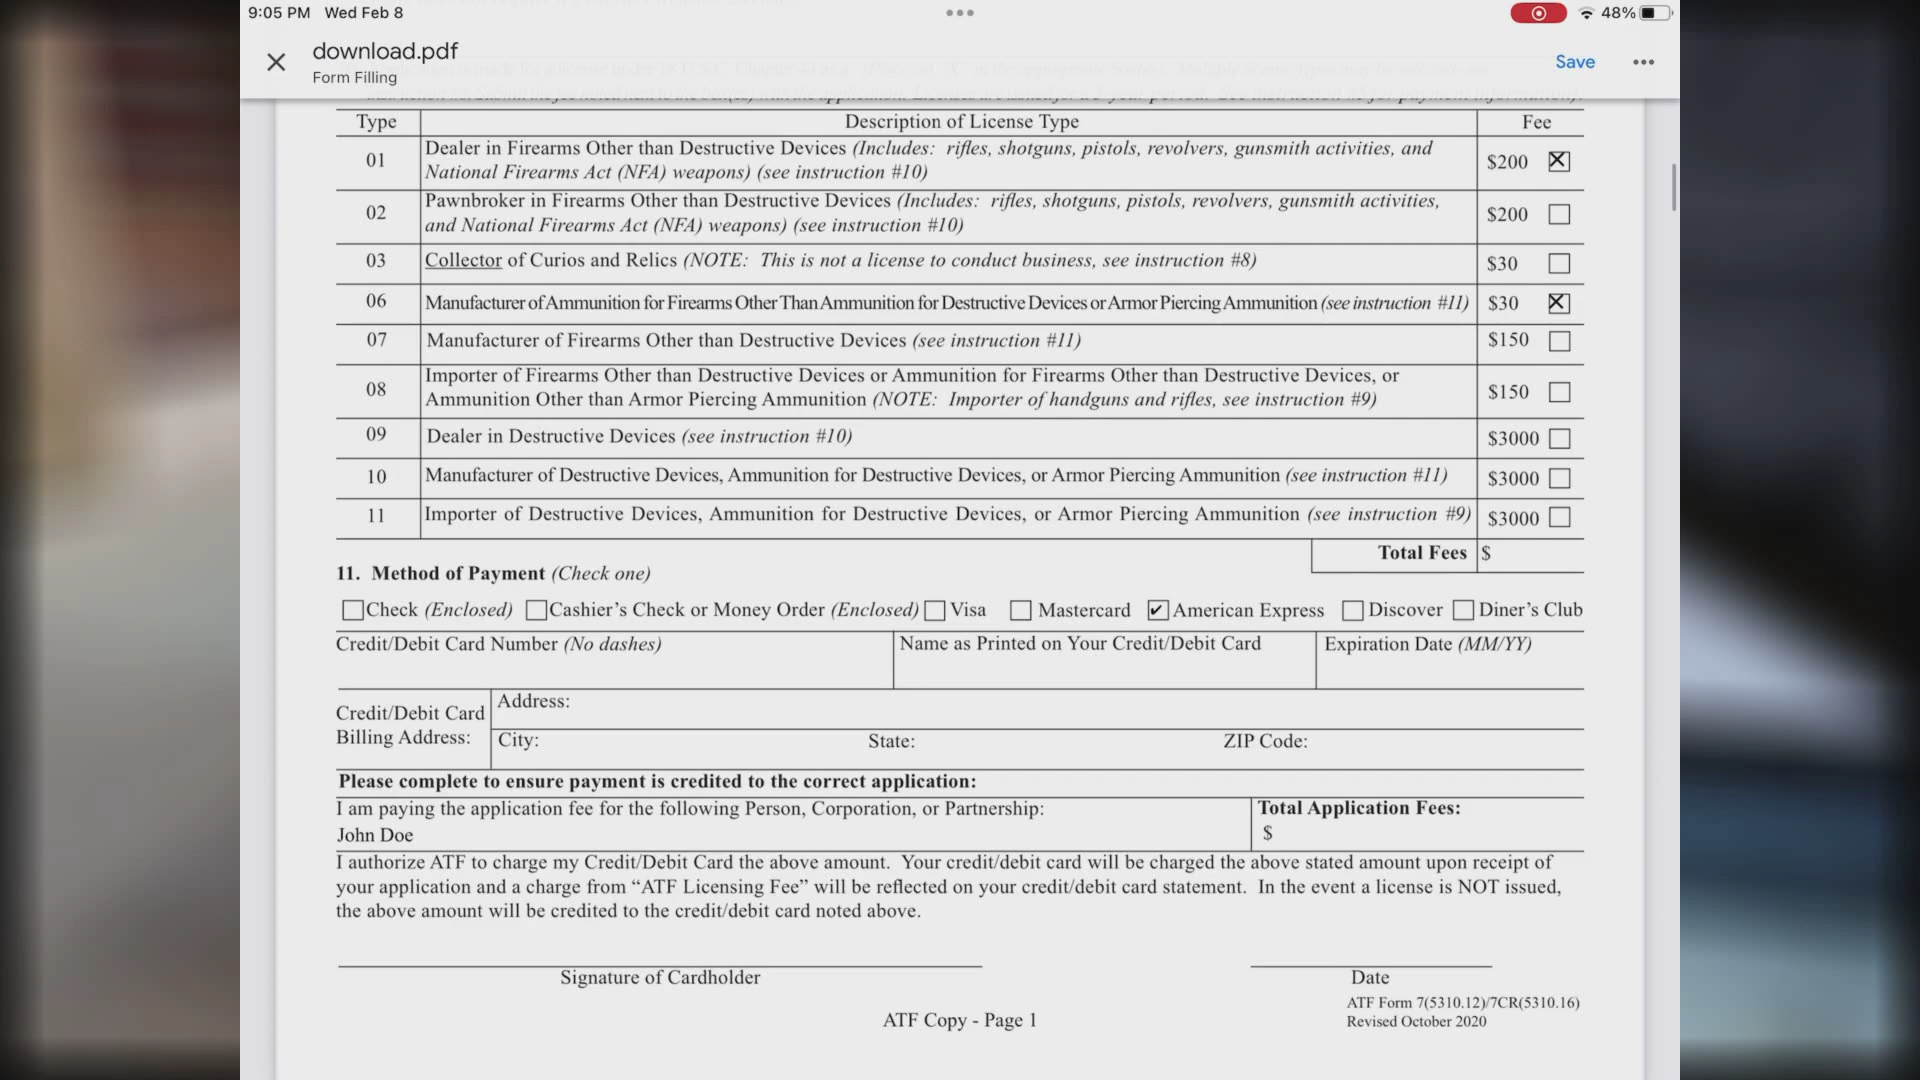 9:05 PM Wed Feb 8
48%
download.pdf
Form Filling
Save
Type Description of License Type Fee
01 Dealer in Firearms Other than Destructive Devices (Includes: rifles, shotguns, pistols, revolvers, gunsmith activities, and
National Firearms Act (NFA) weapons) (see instruction #10) $200
02 Pawnbroker in Firearms Other than Destructive Devices (Includes: rifles, shotguns, pistols, revolvers, gunsmith activities,
and National Firearms Act (NFA) weapons) (see instruction #10) $200
03 Collector of Curios and Relics (NOTE: This is not a license to conduct business, see instruction #8) $30
06 Manufacturer of Ammunition for Firearms Other Than Ammunition for Destructive Devices or Armor Piercing Ammunition (see instruction #11) $30
07 Manufacturer of Firearms Other than Destructive Devices (see instruction #11) $150
08 Importer of Firearms Other than Destructive Devices or Ammunition for Firearms Other than Destructive Devices, or
Ammunition Other than Armor Piercing Ammunition (NOTE: Importer of handguns and rifles, see instruction #9) $150
09 Dealer in Destructive Devices (see instruction #10) $3000
10 Manufacturer of Destructive Devices, Ammunition for Destructive Devices, or Armor Piercing Ammunition (see instruction #11) $3000
11 Importer of Destructive Devices, Ammunition for Destructive Devices, or Armor Piercing Ammunition (see instruction #9) $3000
Total Fees $
11. Method of Payment (Check one)
Check (Enclosed) Cashier's Check or Money Order (Enclosed) Visa Mastercard American Express Discover Diner's Club
Credit/Debit Card Number (No dashes) Name as Printed on Your Credit/Debit Card Expiration Date (MM/YY)
Credit/Debit Card
Billing Address:
Address:
City: State: ZIP Code:
Please complete to ensure payment is credited to the correct application:
I am paying the application fee for the following Person, Corporation, or Partnership:
John Doe
Total Application Fees:
$
I authorize ATF to charge my Credit/Debit Card the above amount. Your credit/debit card will be charged the above stated amount upon receipt of
your application and a charge from “ATF Licensing Fee” will be reflected on your credit/debit card statement. In the event a license is NOT issued,
the above amount will be credited to the credit/debit card noted above.
Signature of Cardholder Date
ATF Copy - Page 1
ATF Form 7(5310.12)/7CR(5310.16)
Revised October 2020